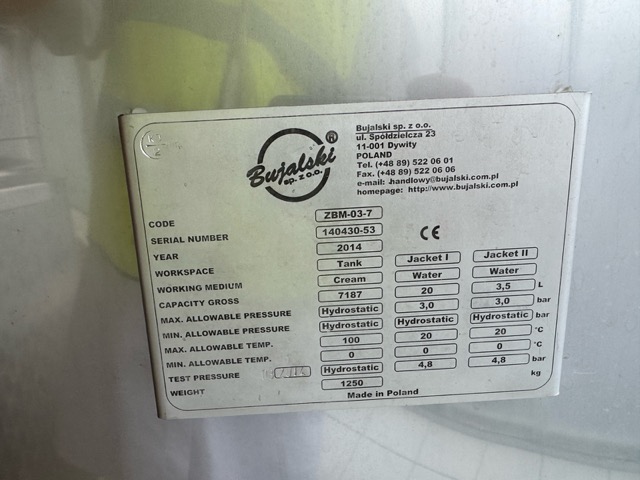 Bujalski ®
sp. z o.o.
Bujalski sp. z o.o.
ul. Spółdzielcza 23
11-001 Dywity
POLAND
Tel. (+48 89) 522 06 01
Fax. (+48 89) 522 06 06
e-mail: handlowy@bujalski.com.pl
homepage: http://www.bujalski.com.pl
CODE ZBM-03-7
SERIAL NUMBER 140430-53 CE
YEAR 2014
WORKSPACE Tank Jacket I Jacket II
WORKING MEDIUM Cream Water Water
CAPACITY GROSS 7187 20 3,5 L
MAX. ALLOWABLE PRESSURE Hydrostatic 3,0 3,0 bar
MIN. ALLOWABLE PRESSURE Hydrostatic Hydrostatic Hydrostatic bar
MAX. ALLOWABLE TEMP. 100 20 20 °C
MIN. ALLOWABLE TEMP. 0 0 0 °C
TEST PRESSURE Hydrostatic 4,8 4,8 bar
WEIGHT 1250 kg
Made in Poland